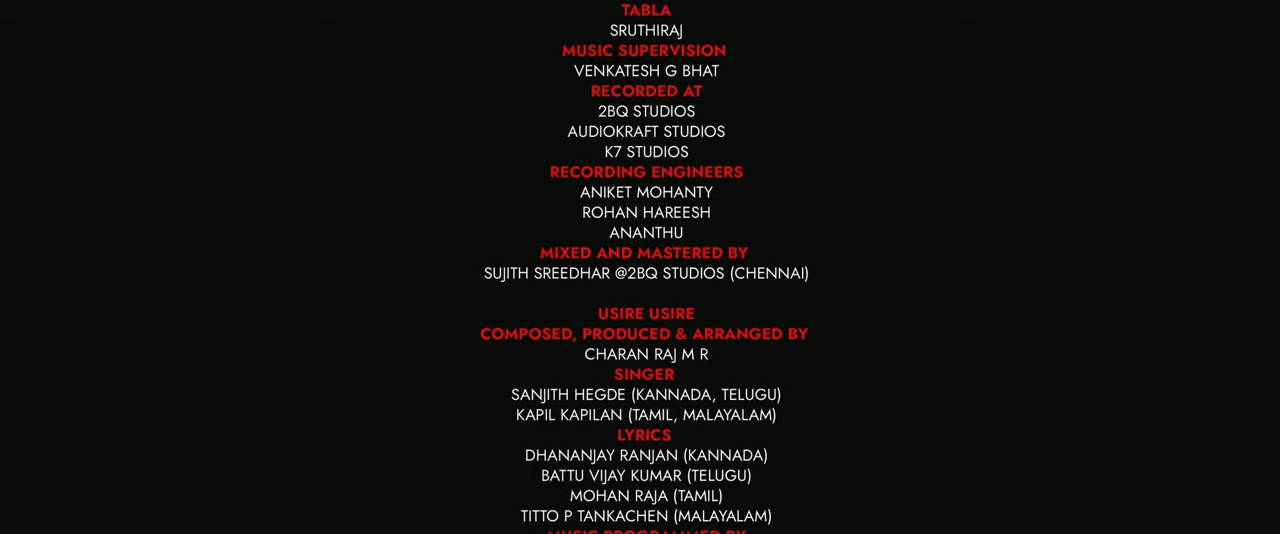 TABLA
SRUTHIRAJ
MUSIC SUPERVISION
VENKATESH G BHAT
RECORDED AT
2BQ STUDIOS
AUDIOKRAFT STUDIOS
K7 STUDIOS
RECORDING ENGINEERS
ANIKET MOHANTY
ROHAN HAREESH
ANANTHU
MIXED AND MASTERED BY
SUJITH SREEDHAR @2BQ STUDIOS (CHENNAI)
USIRE USIRE
COMPOSED, PRODUCED & ARRANGED BY
CHARAN RAJ M R
SINGER
SANJITH HEGDE (KANNADA, TELUGU)
KAPIL KAPILAN (TAMIL, MALAYALAM)
LYRICS
DHANANJAY RANJAN (KANNADA)
BATTU VIJAY KUMAR (TELUGU)
MOHAN RAJA (TAMIL)
TITTO P TANKACHEN (MALAYALAM)
MUSIC PROGRAMMED BY